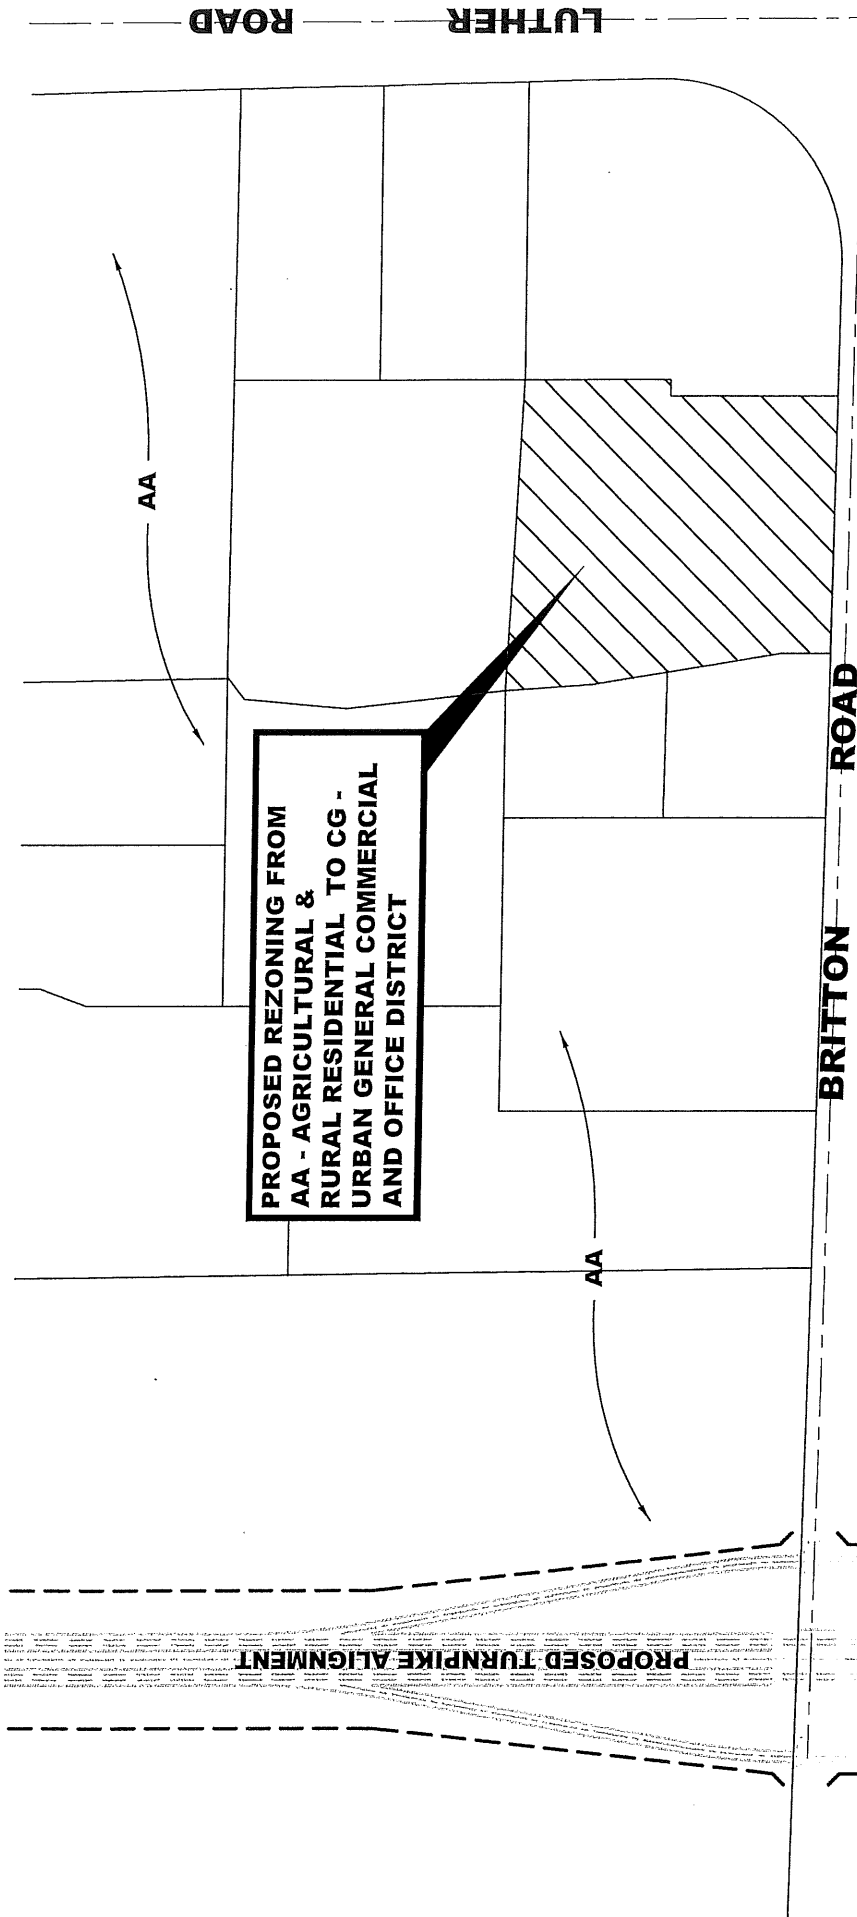 LUTHER ROAD
AA
PROPOSED REZONING FROM
AA - AGRICULTURAL &
RURAL RESIDENTIAL TO CG -
URBAN GENERAL COMMERCIAL
AND OFFICE DISTRICT
AA
PROPOSED TURNPIKE ALIGNMENT
BRITTON ROAD